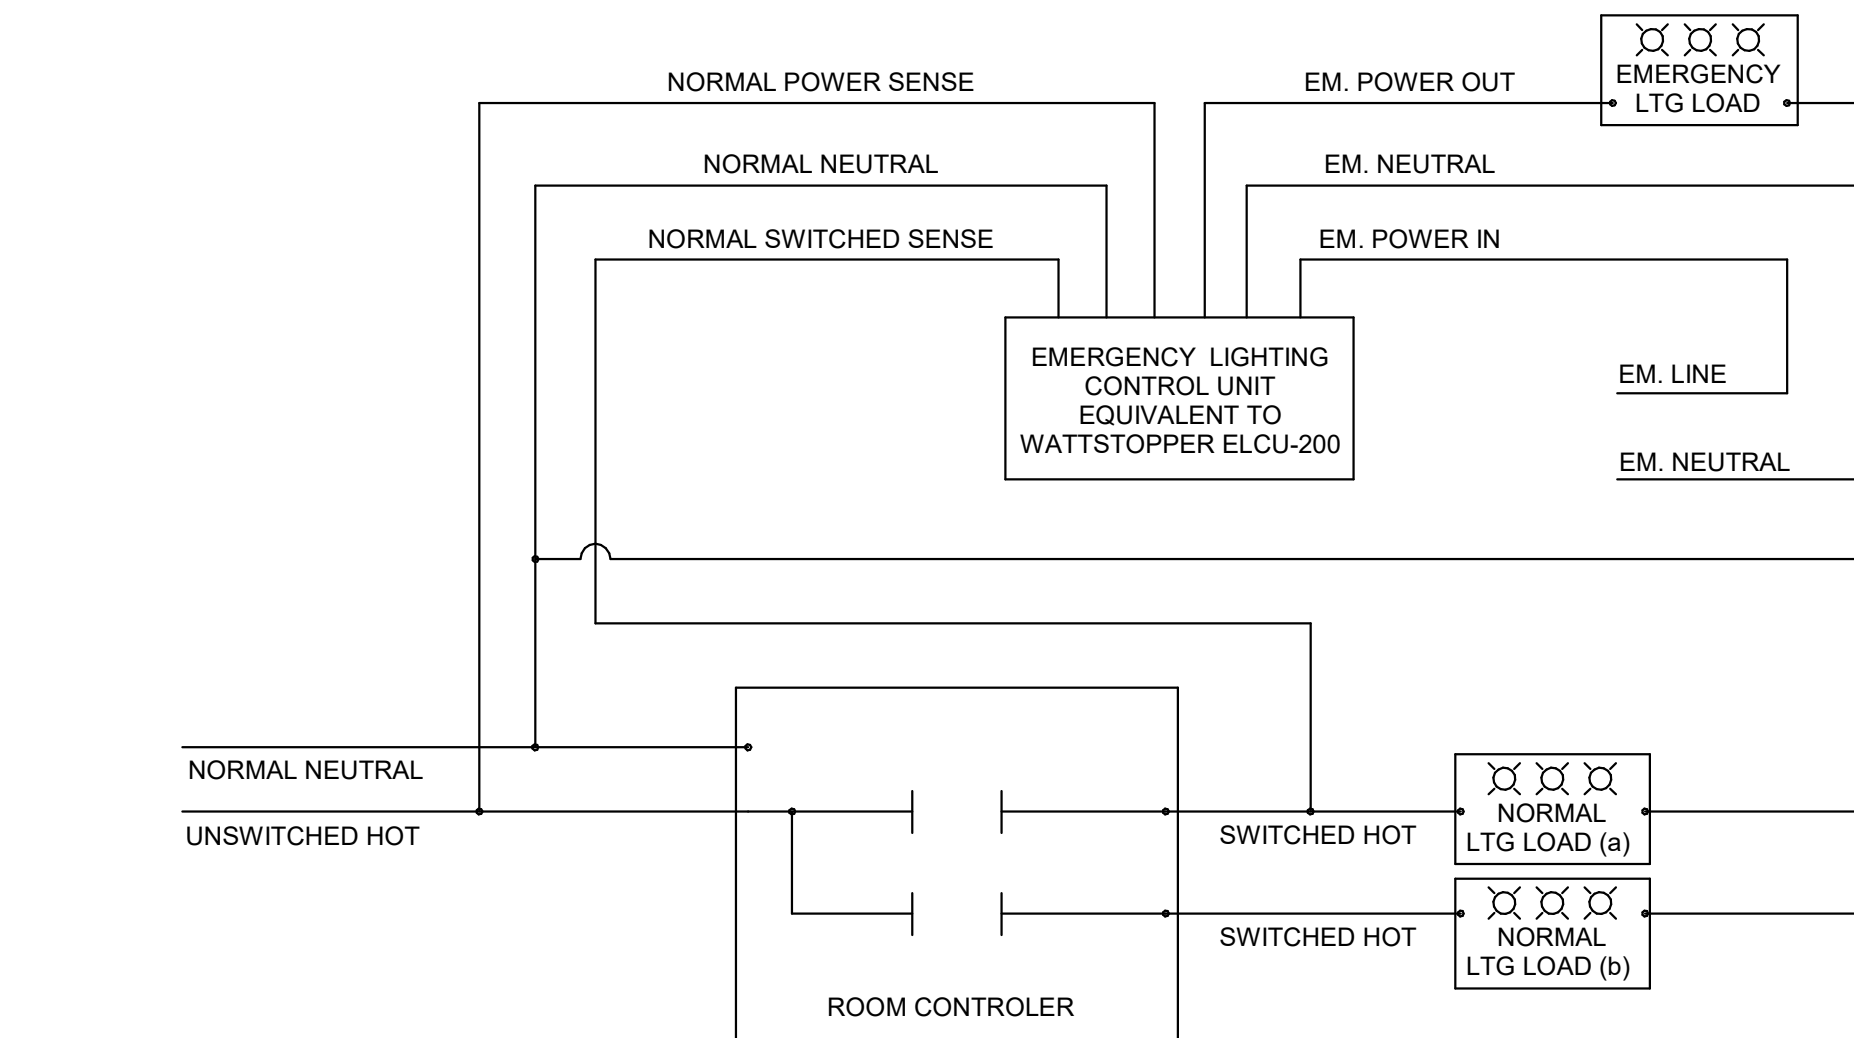 EMERGENCY
LTG LOAD
NORMAL POWER SENSE
EM. POWER OUT
NORMAL NEUTRAL
EM. NEUTRAL
NORMAL SWITCHED SENSE
EM. POWER IN
EMERGENCY LIGHTING
CONTROL UNIT
EQUIVALENT TO
WATTSTOPPER ELCU-200
EM. LINE
EM. NEUTRAL
NORMAL NEUTRAL
UNSWITCHED HOT
SWITCHED HOT
NORMAL
LTG LOAD (a)
SWITCHED HOT
NORMAL
LTG LOAD (b)
ROOM CONTROLER